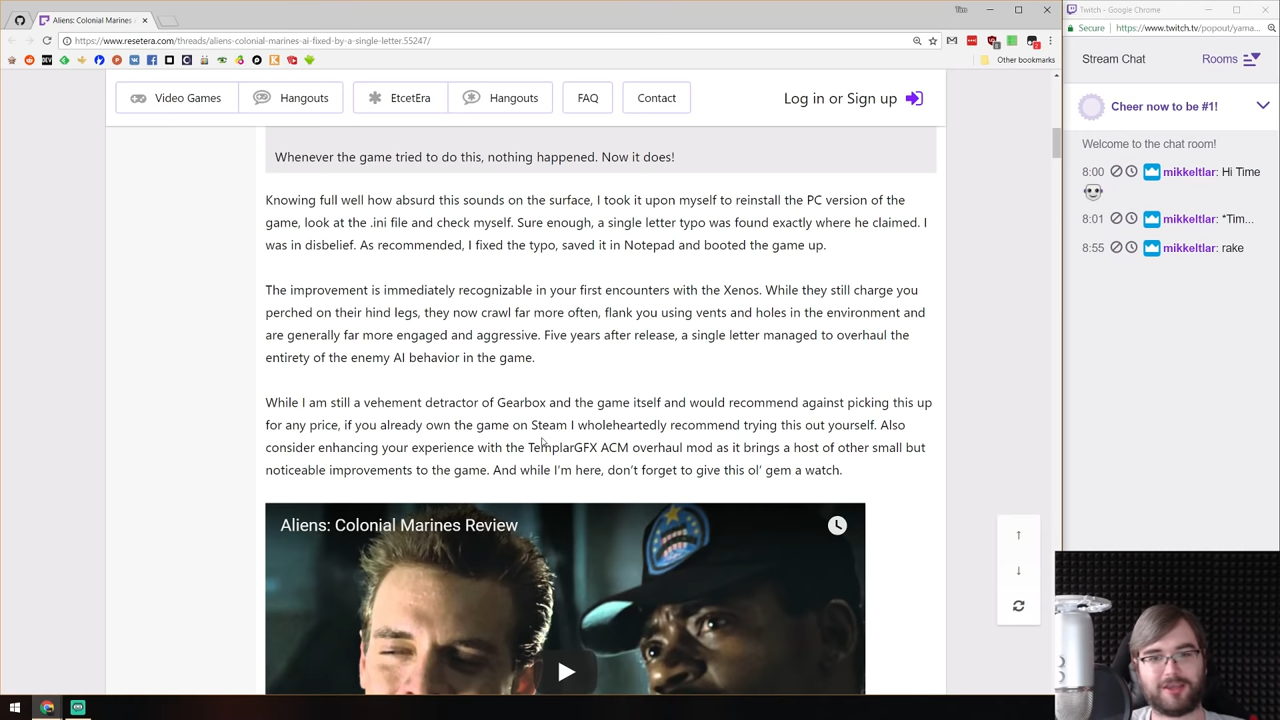 Aliens: Colonial Marines
Tim
Twitch - Google Chrome
https://www.resetera.com/threads/aliens-colonial-marines-ai-fixed-by-a-single-letter.55247/
Secure
https://www.twitch.tv/popout/yama
Other bookmarks
Video Games
Hangouts
EtcetEra
Hangouts
FAQ
Contact
Log in or Sign up
Whenever the game tried to do this, nothing happened. Now it does!
Knowing full well how absurd this sounds on the surface, I took it upon myself to reinstall the PC version of the
game, look at the .ini file and check myself. Sure enough, a single letter typo was found exactly where he claimed. I
was in disbelief. As recommended, I fixed the typo, saved it in Notepad and booted the game up.
The improvement is immediately recognizable in your first encounters with the Xenos. While they still charge you
perched on their hind legs, they now crawl far more often, flank you using vents and holes in the environment and
are generally far more engaged and aggressive. Five years after release, a single letter managed to overhaul the
entirety of the enemy AI behavior in the game.
While I am still a vehement detractor of Gearbox and the game itself and would recommend against picking this up
for any price, if you already own the game on Steam I wholeheartedly recommend trying this out yourself. Also
consider enhancing your experience with the TemplarGFX ACM overhaul mod as it brings a host of other small but
noticeable improvements to the game. And while I'm here, don't forget to give this ol' gem a watch.
Aliens: Colonial Marines Review
Stream Chat
Rooms
Cheer now to be #1!
Welcome to the chat room!
8:00 mikkeltlar: Hi Time
8:01 mikkeltlar: *Tim...
8:55 mikkeltlar: rake